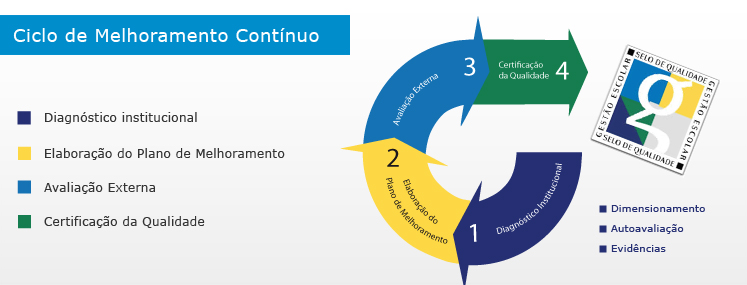 Ciclo de Melhoramento Contínuo
Diagnóstico institucional
Elaboração do Plano de Melhoramento
Avaliação Externa
Certificação da Qualidade
1
Diagnóstico Institucional
2
Elaboração do
Plano de Melhoramento
3
Avaliação Externa
Certificação
da Qualidade
4
SELO DE QUALIDADE
GESTÃO ESCOLAR
SELO DE QUALIDADE
GESTÃO ESCOLAR
g
Dimensionamento
Autoavaliação
Evidências